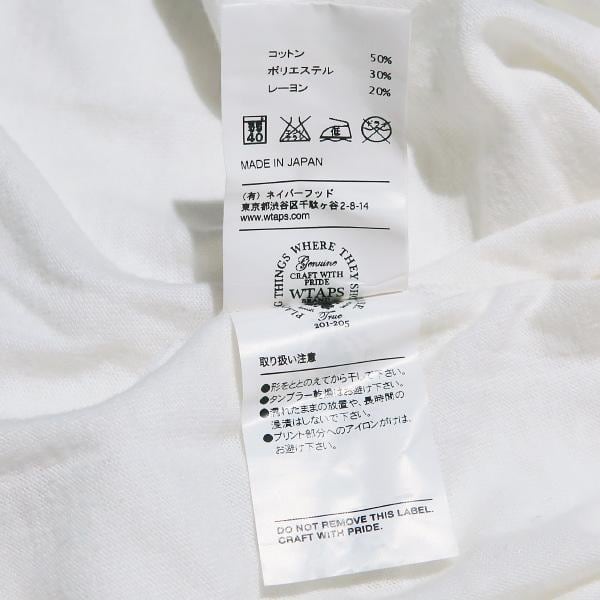 コットン 50%
ポリエステル 30%
レーヨン 20%
40
低
ドライ
MADE IN JAPAN
(有) ネイバーフッド
東京都渋谷区千駄ヶ谷2-8-14
www.wtaps.com
THINGS WHERE THEY
Genuine
CRAFT WITH
PRIDE
WTAPS
True
201-205
取り扱い注意
●形をととのえてから干して下さい。
●タンブラー乾燥はお避け下さい。
●濡れたままの放置や、長時間の
浸漬はしないで下さい。
●プリント部分へのアイロンがけは、
お避け下さい。
DO NOT REMOVE THIS LABEL.
CRAFT WITH PRIDE.